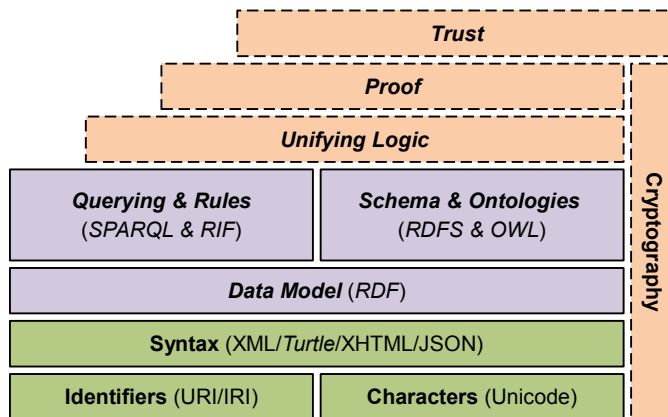 Trust
Proof
Unifying Logic
Cryptography
Querying & Rules
(SPARQL & RIF)
Schema & Ontologies
(RDFS & OWL)
Data Model (RDF)
Syntax (XML/Turtle/XHTML/JSON)
Identifiers (URI/IRI)
Characters (Unicode)